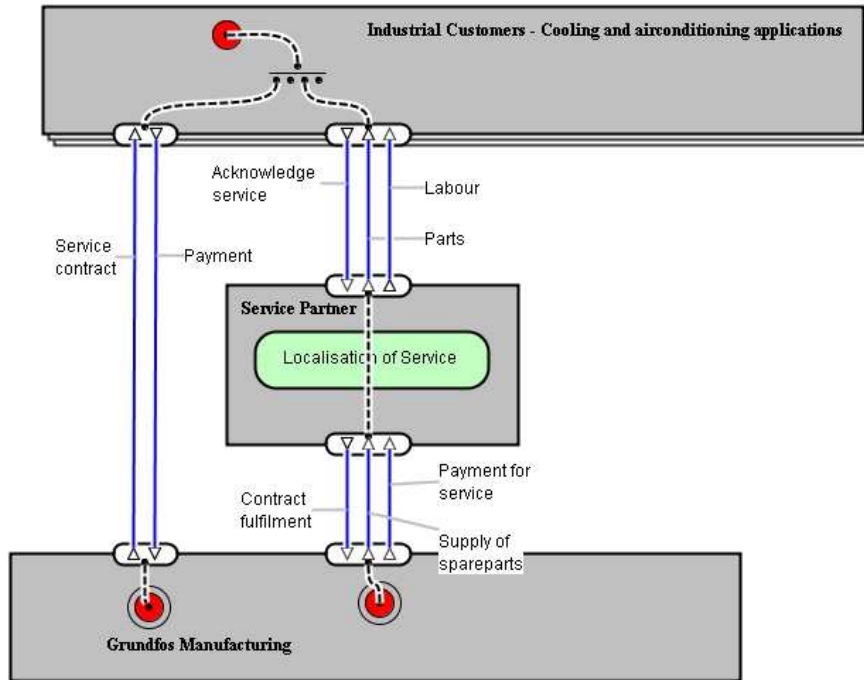 Industrial Customers - Cooling and airconditioning applications
Acknowledge
service
Labour
Parts
Service
contract
Payment
Service Partner
Localisation of Service
Payment for
service
Contract
fulfilment
Supply of
spareparts
Grundfos Manufacturing